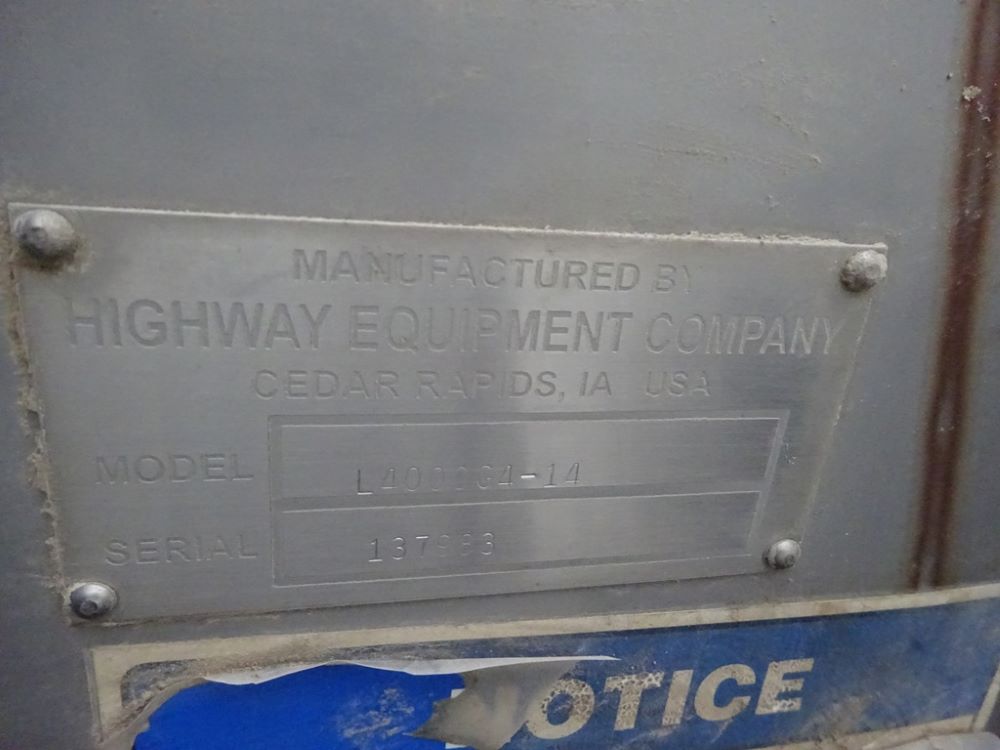 MANUFACTURED BY
HIGHWAY EQUIPMENT COMPANY
CEDAR RAPIDS, IA USA
MODEL
SERIAL
NOTICE